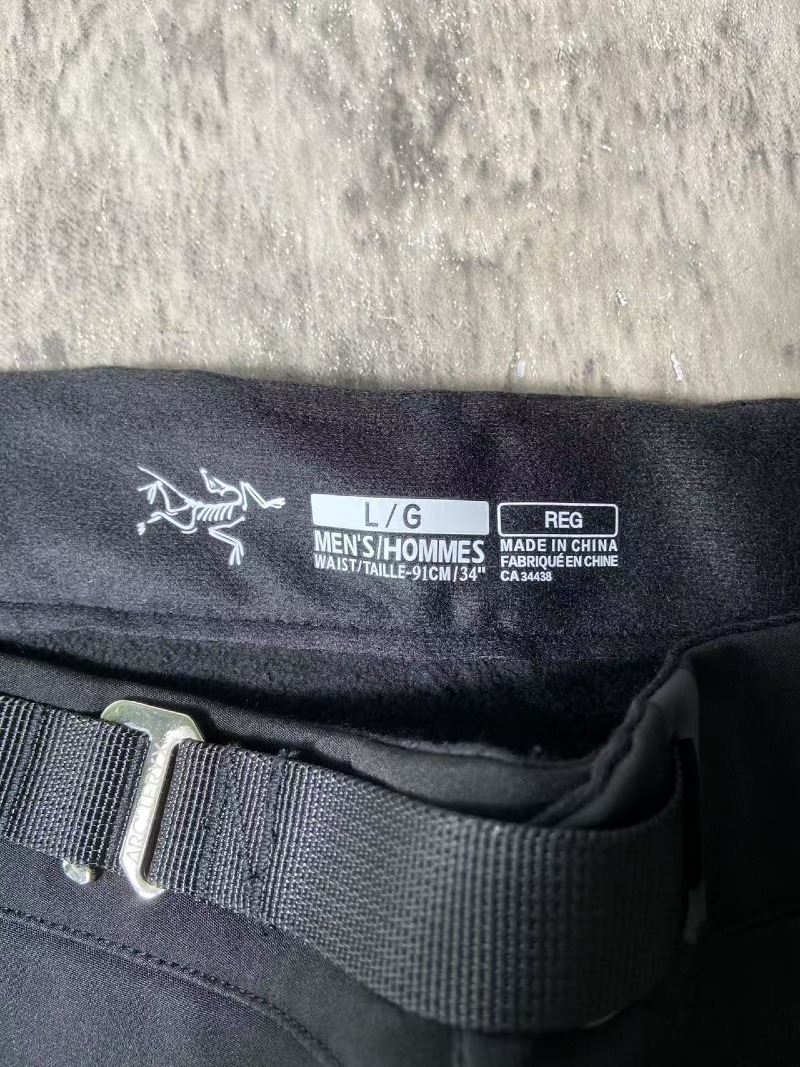 L/G
MEN'S/HOMMES
WAIST/TAILLE-91CM/34"
REG
MADE IN CHINA
FABRIQUÉ EN CHINE
CA 34438
ARC'TERYX